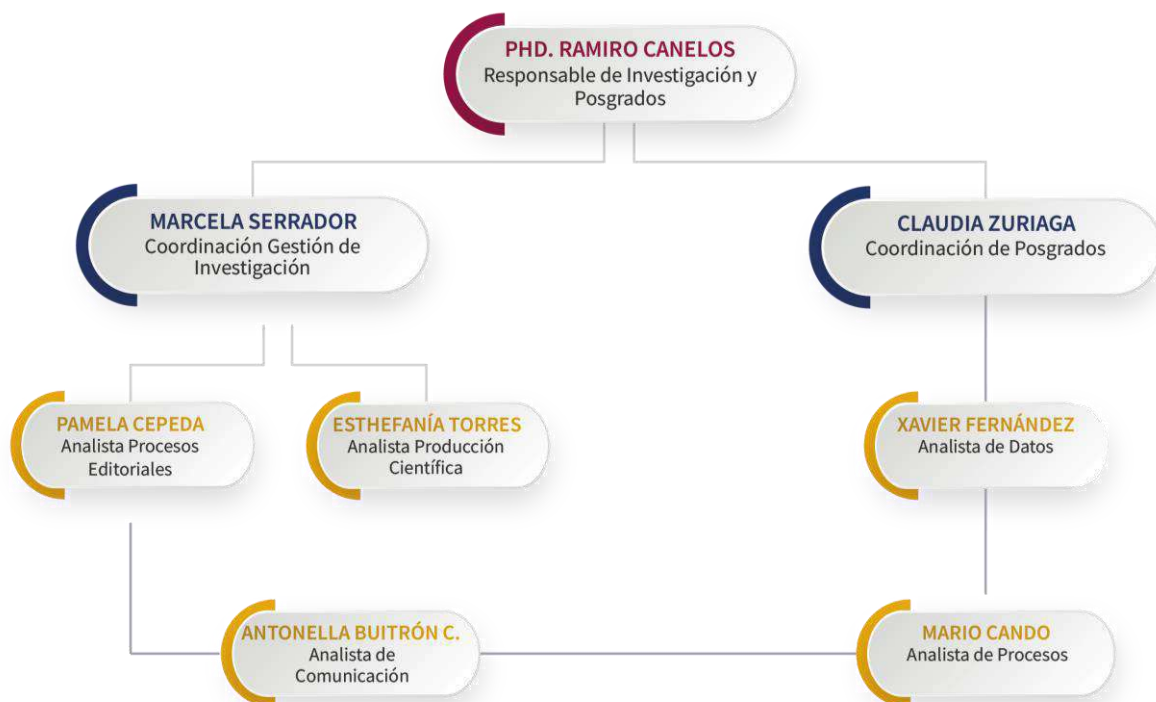 PHD. RAMIRO CANELOS
Responsable de Investigación y
Posgrados
MARCELA SERRADOR
Coordinación Gestión de
Investigación
CLAUDIA ZURIAGA
Coordinación de Posgrados
PAMELA CEPEDA
Analista Procesos
Editoriales
ESTHEFANÍA TORRES
Analista Producción
Científica
XAVIER FERNÁNDEZ
Analista de Datos
ANTONELLA BUITRÓN C.
Analista de
Comunicación
MARIO CANDO
Analista de Procesos